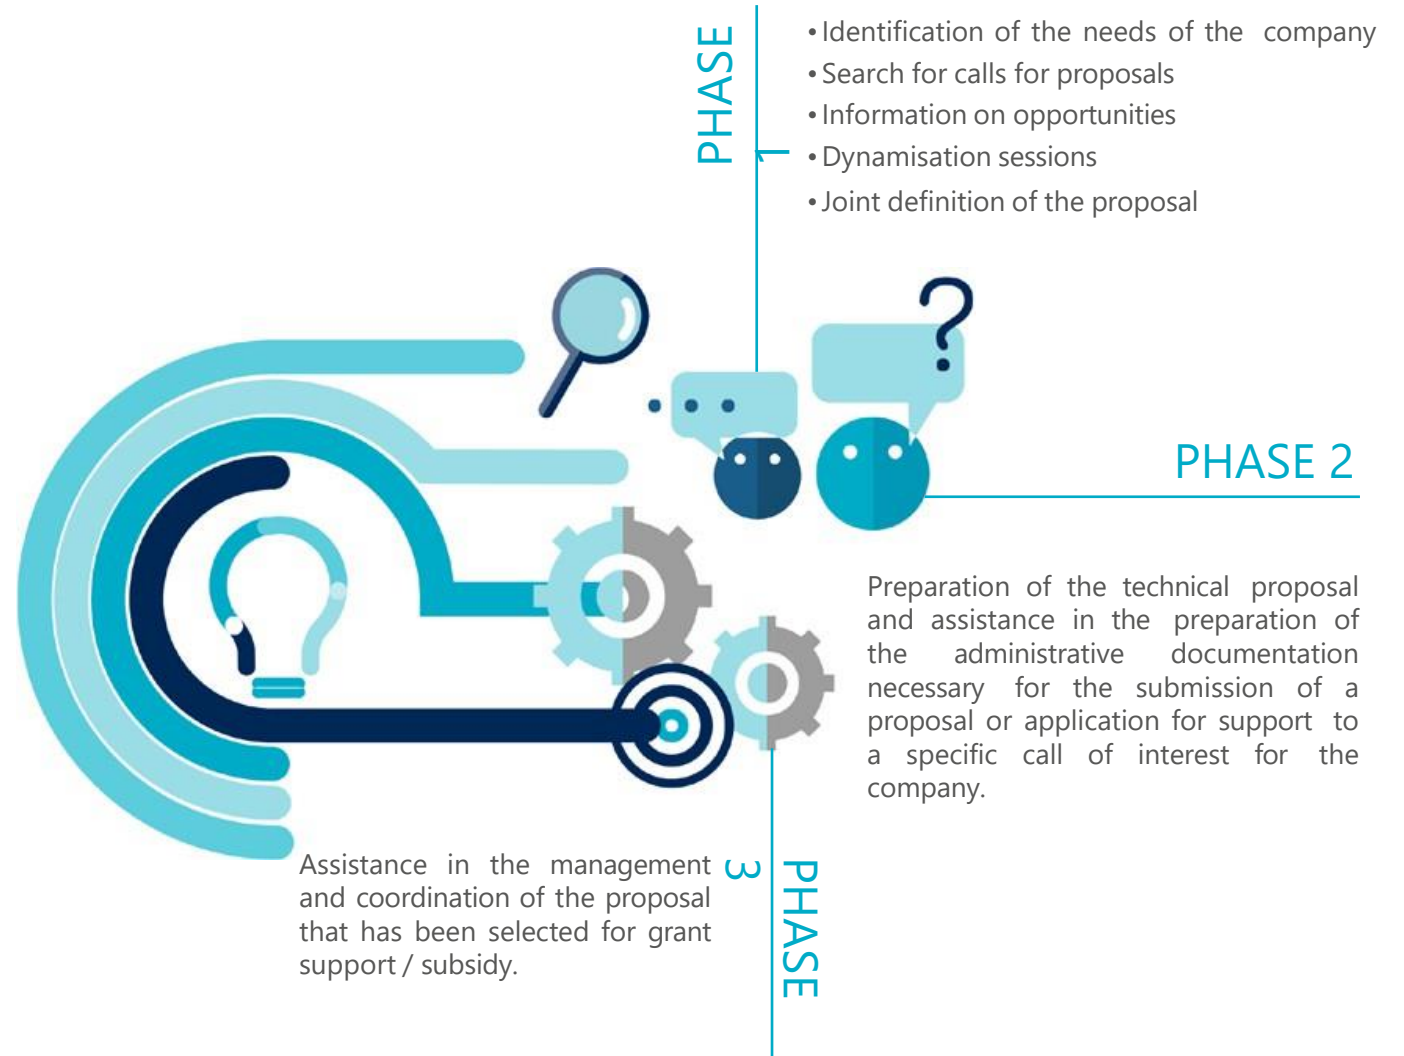 PHASE
1
• Identification of the needs of the company
• Search for calls for proposals
• Information on opportunities
• Dynamisation sessions
• Joint definition of the proposal
?
PHASE 2
Preparation of the technical proposal
and assistance in the preparation of
the administrative documentation
necessary for the submission of a
proposal or application for support to
a specific call of interest for the
company.
PHASE
3
Assistance in the management
and coordination of the proposal
that has been selected for grant
support / subsidy.